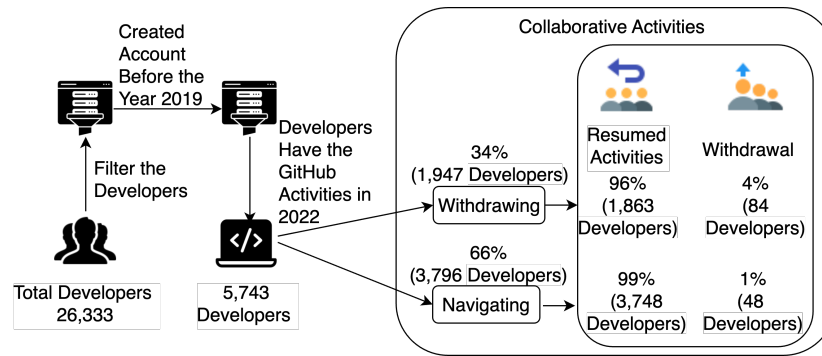 Collaborative Activities
Created
Account
Before the
Year 2019
Filter the
Developers
Total Developers
26,333
Developers
Have the
GitHub
Activities in
2022
</>
5,743
Developers
34%
(1,947 Developers)
Withdrawing
66%
(3,796 Developers)
Navigating
Resumed
Activities
Withdrawal
96%
(1,863
Developers)
4%
(84
Developers)
99%
(3,748
Developers)
1%
(48
Developers)